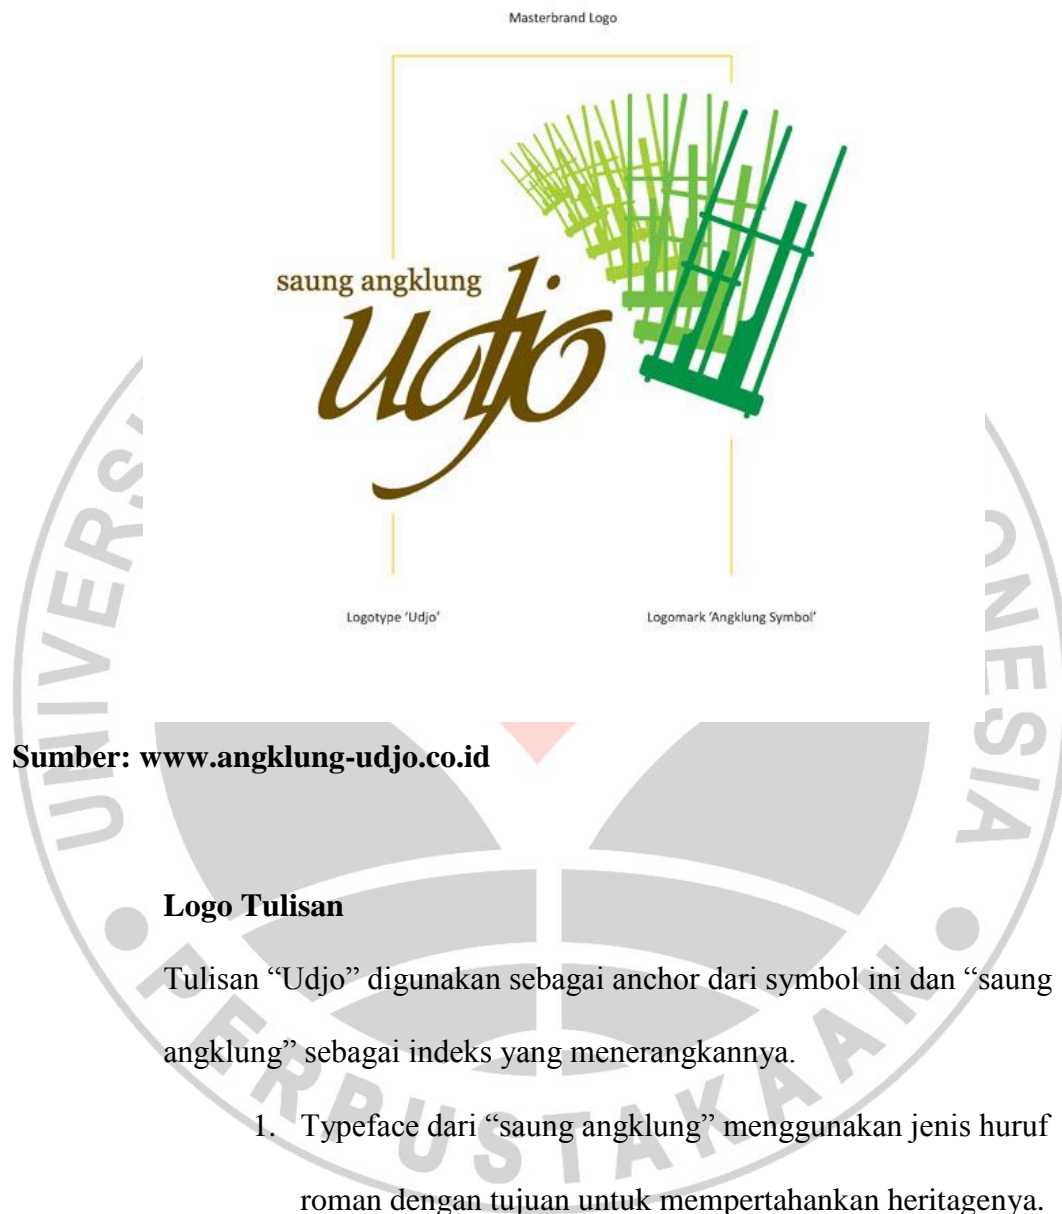 Masterbrand Logo
saung angklung
udjo
Logotype ‘Udjo’
Logomark ‘Angklung Symbol’
Sumber: www.angklung-udjo.co.id
Logo Tulisan
Tulisan “Udjo” digunakan sebagai anchor dari symbol ini dan “saung
angklung” sebagai indeks yang menerangkannya.
1. Typeface dari “saung angklung” menggunakan jenis huruf
roman dengan tujuan untuk mempertahankan heritagenya.
PERPUSTAKAAN